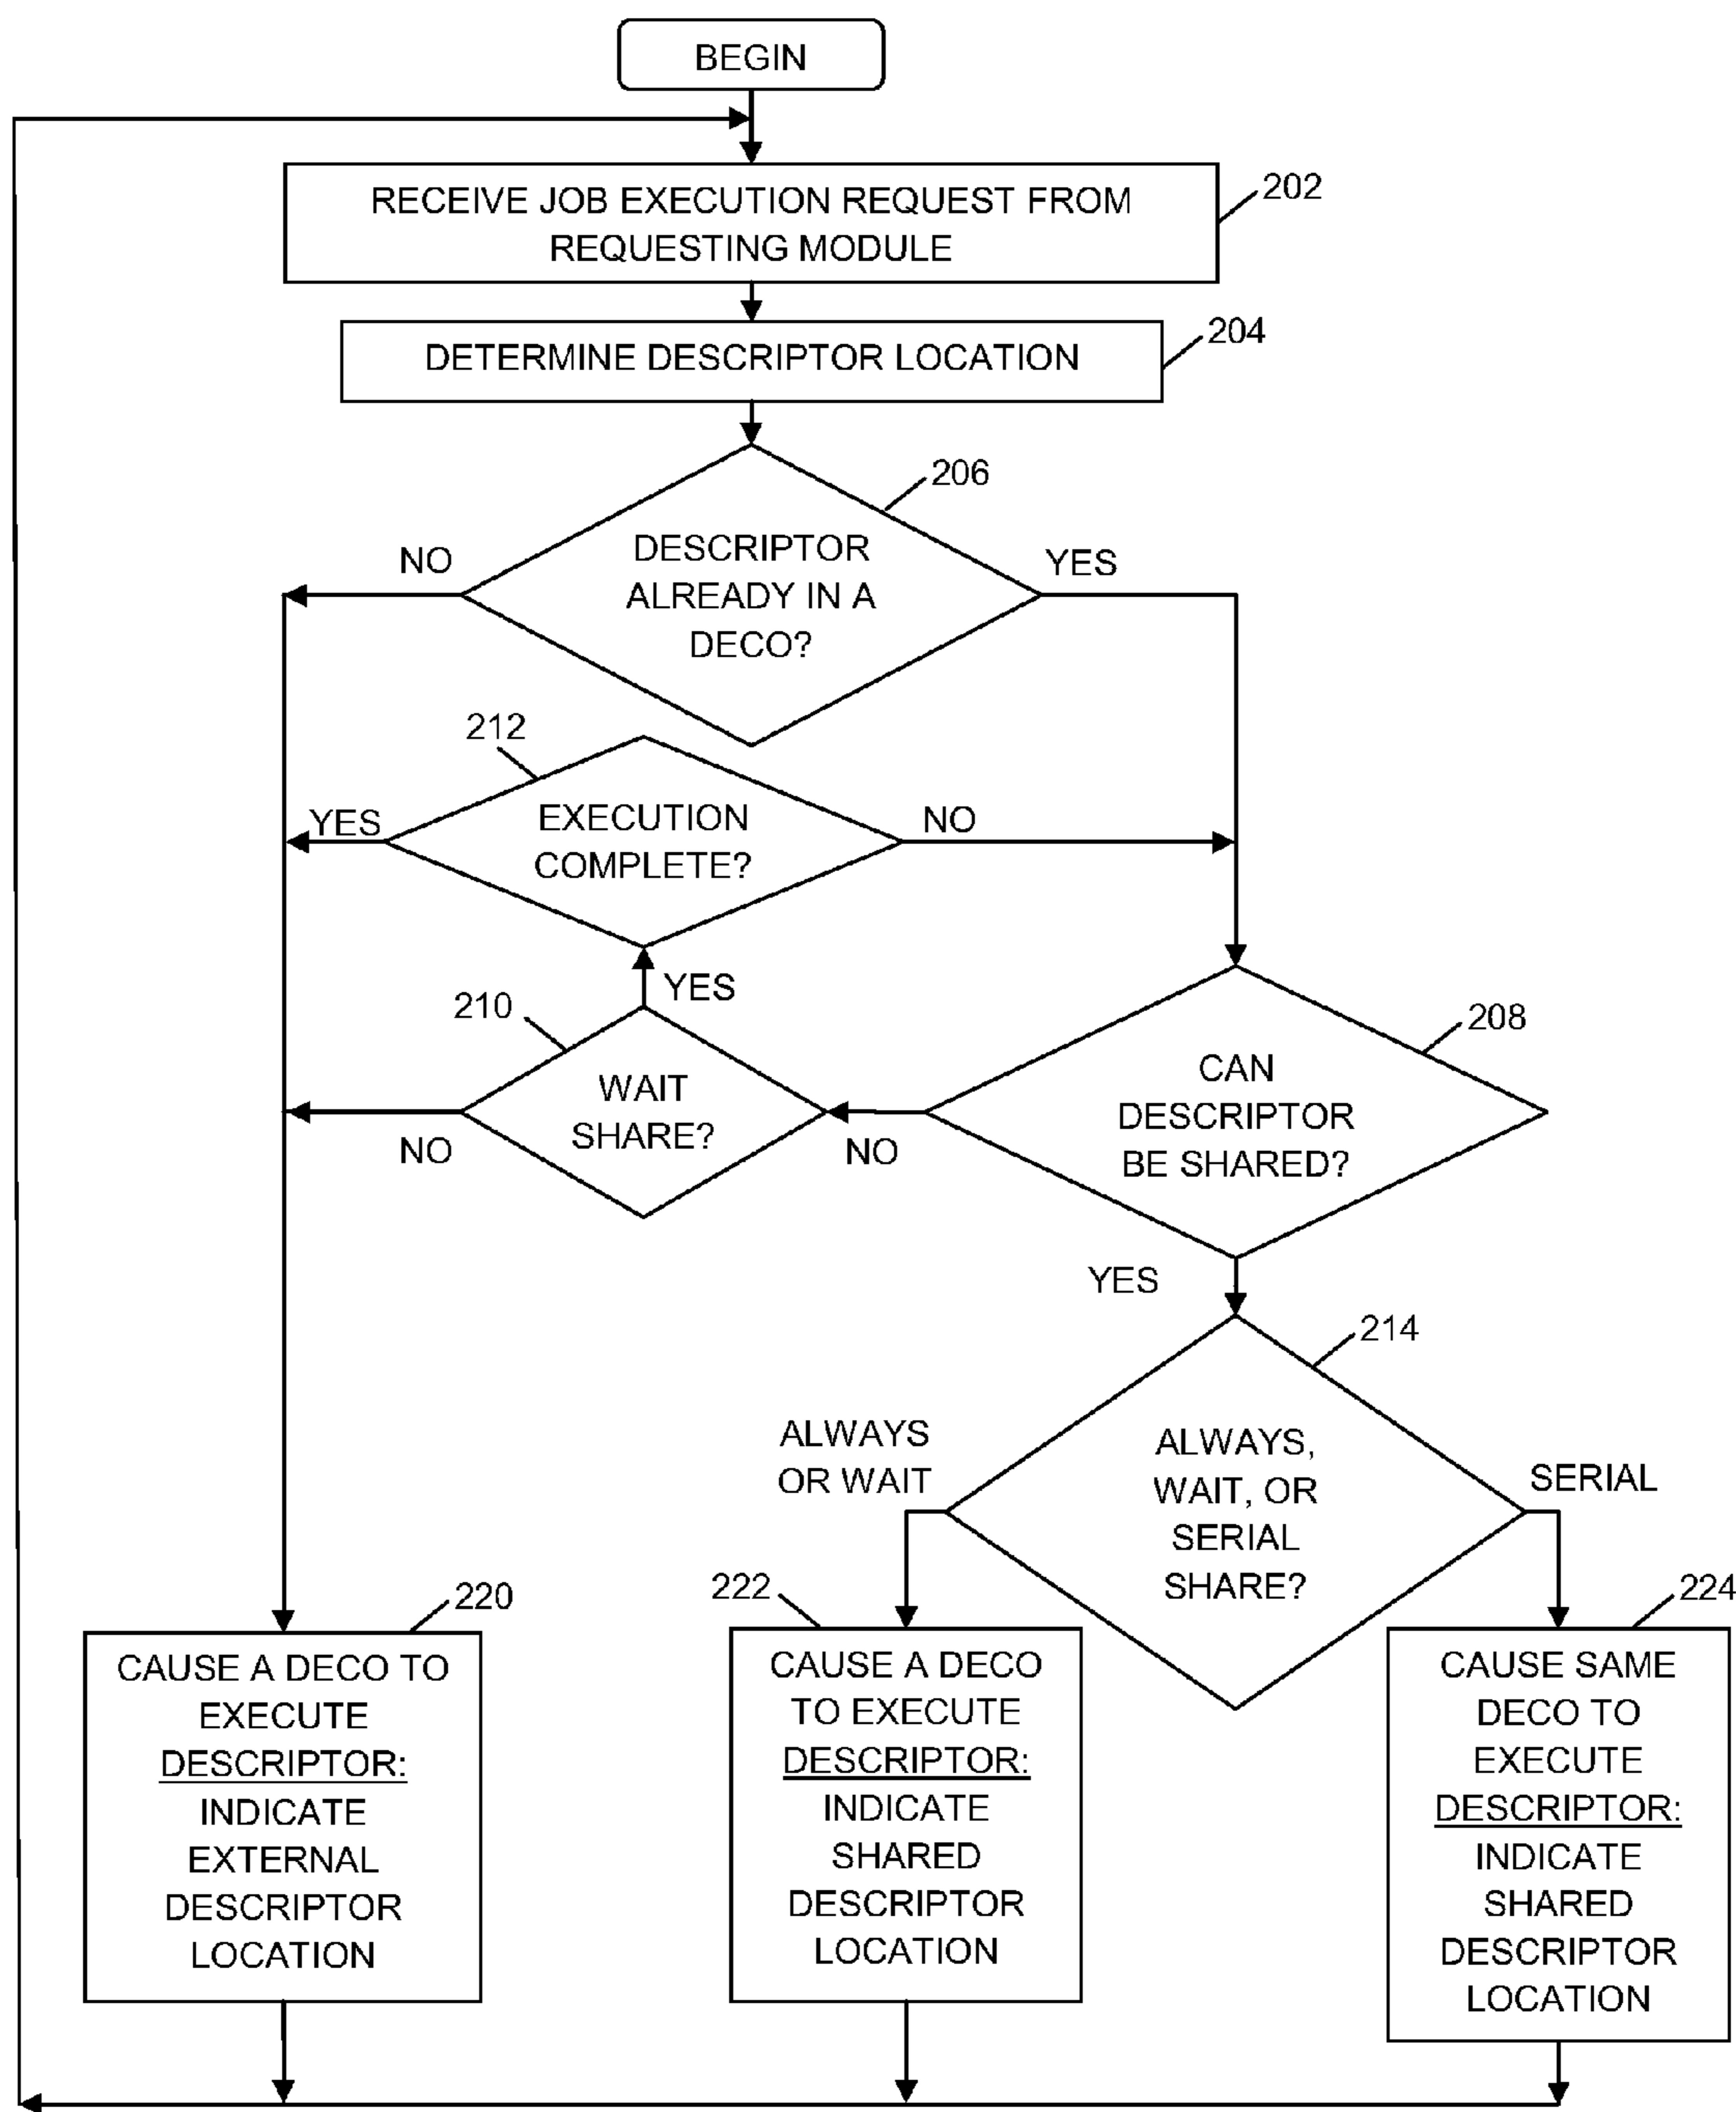 BEGIN
RECEIVE JOB EXECUTION REQUEST FROM
REQUESTING MODULE
202
DETERMINE DESCRIPTOR LOCATION
204
206
DESCRIPTOR
ALREADY IN A
DECO?
NO
YES
212
EXECUTION
COMPLETE?
YES
NO
YES
210
WAIT
SHARE?
NO
NO
208
CAN
DESCRIPTOR
BE SHARED?
YES
214
ALWAYS,
WAIT, OR
SERIAL
SHARE?
ALWAYS
OR WAIT
SERIAL
220
CAUSE A DECO TO
EXECUTE
DESCRIPTOR:
INDICATE
EXTERNAL
DESCRIPTOR
LOCATION
222
CAUSE A DECO
TO EXECUTE
DESCRIPTOR:
INDICATE
SHARED
DESCRIPTOR
LOCATION
224
CAUSE SAME
DECO TO
EXECUTE
DESCRIPTOR:
INDICATE
SHARED
DESCRIPTOR
LOCATION